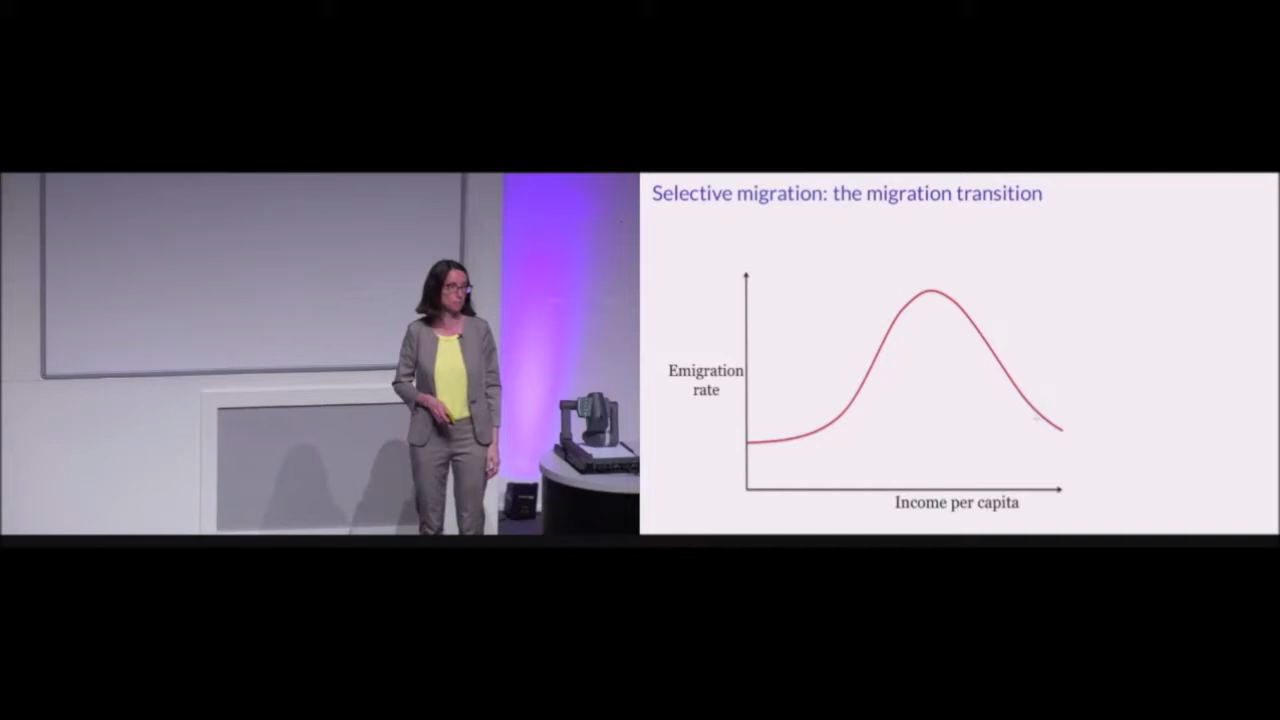 Selective migration: the migration transition
Emigration
rate
Income per capita